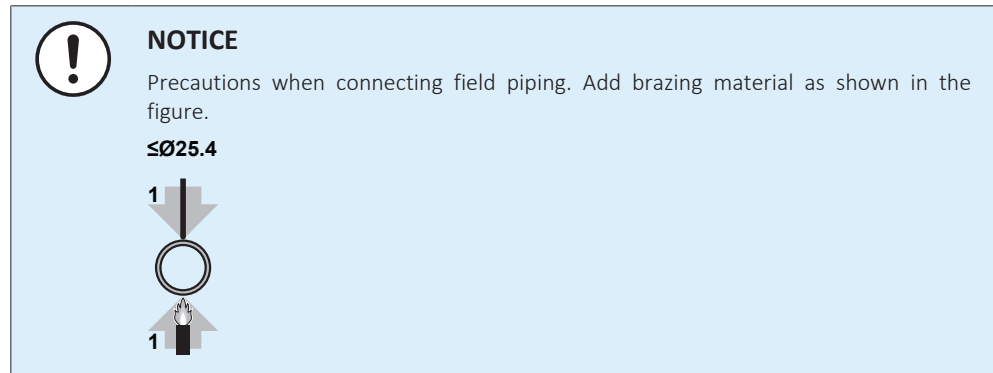 NOTICE
Precautions when connecting field piping. Add brazing material as shown in the
figure.
≤Ø25.4
1
1